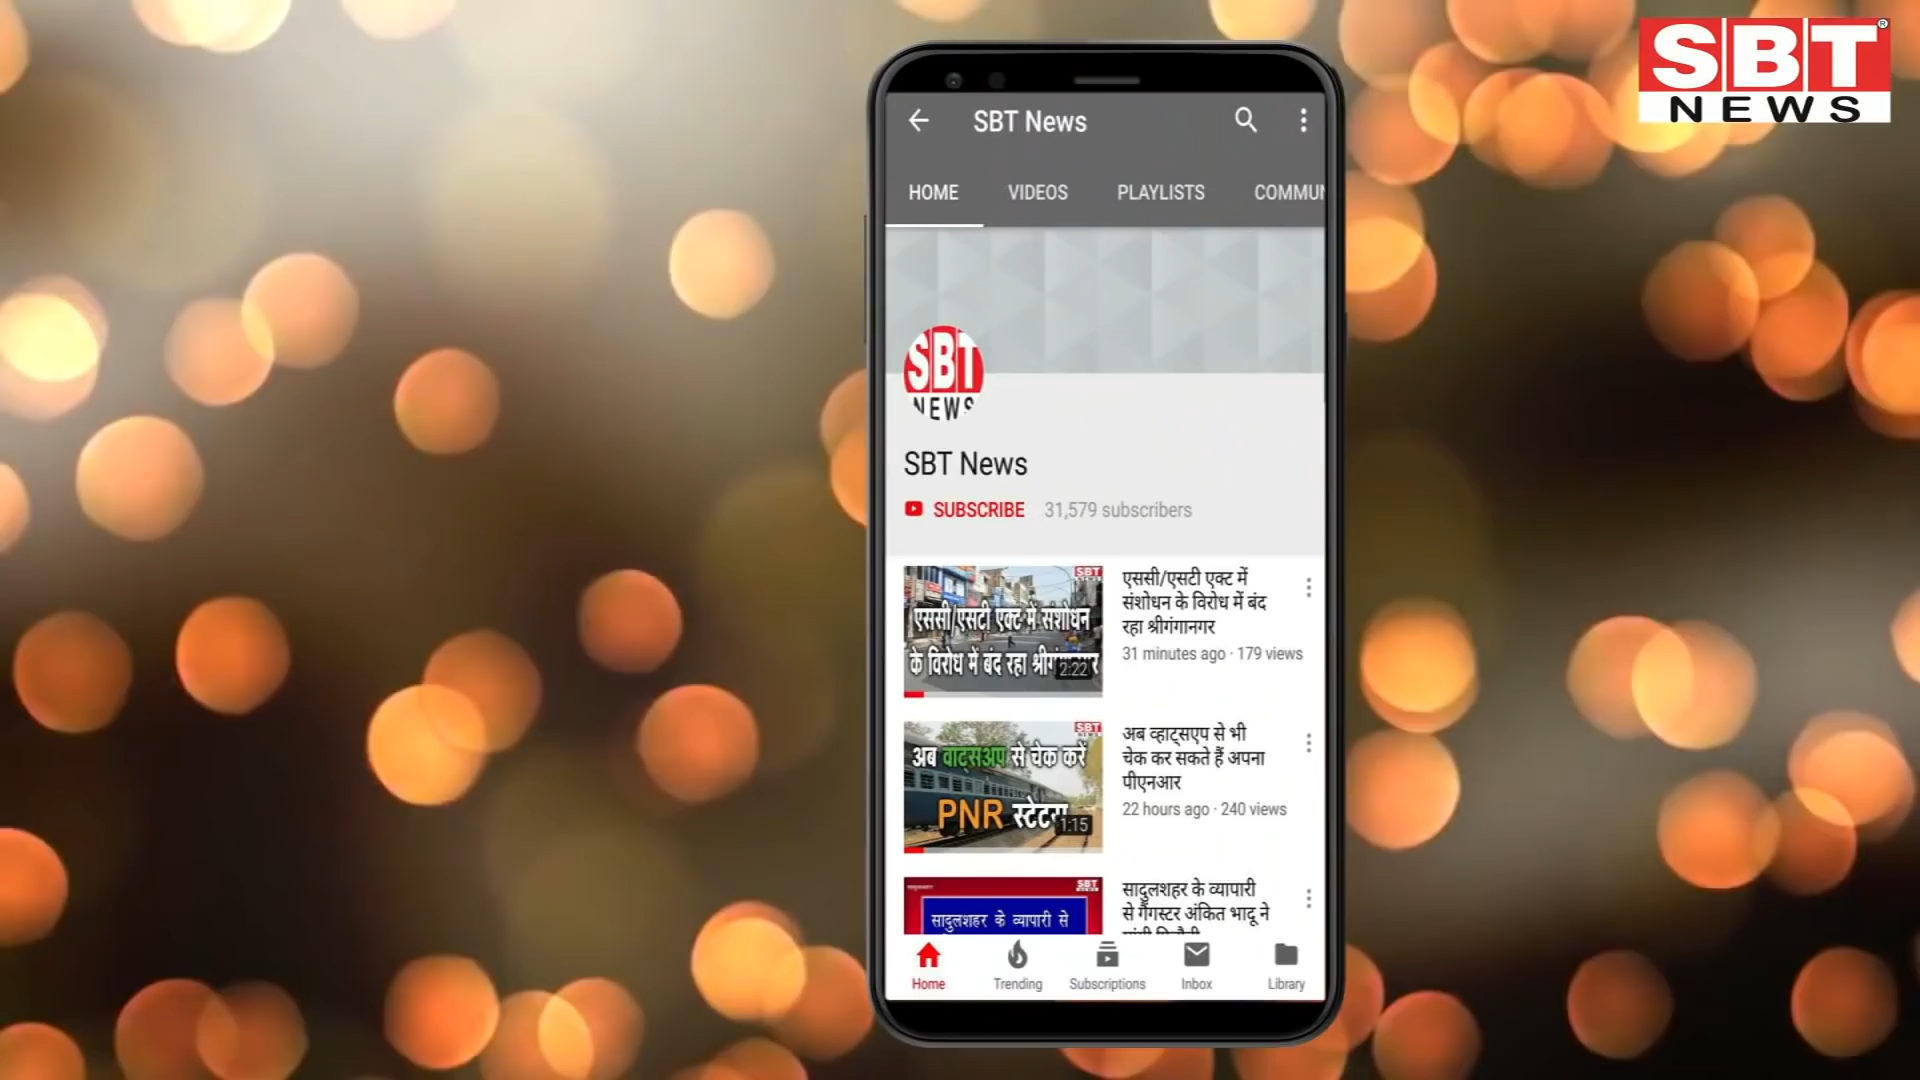 SBT
NEWS
SBT News
HOME VIDEOS PLAYLISTS COMMUN
SBT
NEWS
SBT News
SUBSCRIBE 31,579 subscribers
SBT
एससी/एसटी एक्ट में संशोधन
के विरोध में बंद रहा
2:22
एससी/एसटी एक्ट में
संशोधन के विरोध में बंद
रहा श्रीगंगानगर
31 minutes ago · 179 views
SBT
अब वाट्सअप से चेक करें
PNR
1:15
अब व्हाट्सएप से भी
चेक कर सकते हैं अपना
पीएनआर
22 hours ago · 240 views
SBT
सादुलशहर के व्यापारी से
सादुलशहर के व्यापारी
से गैंगस्टर अंकित भादू ने
Home Trending Subscriptions Inbox Library